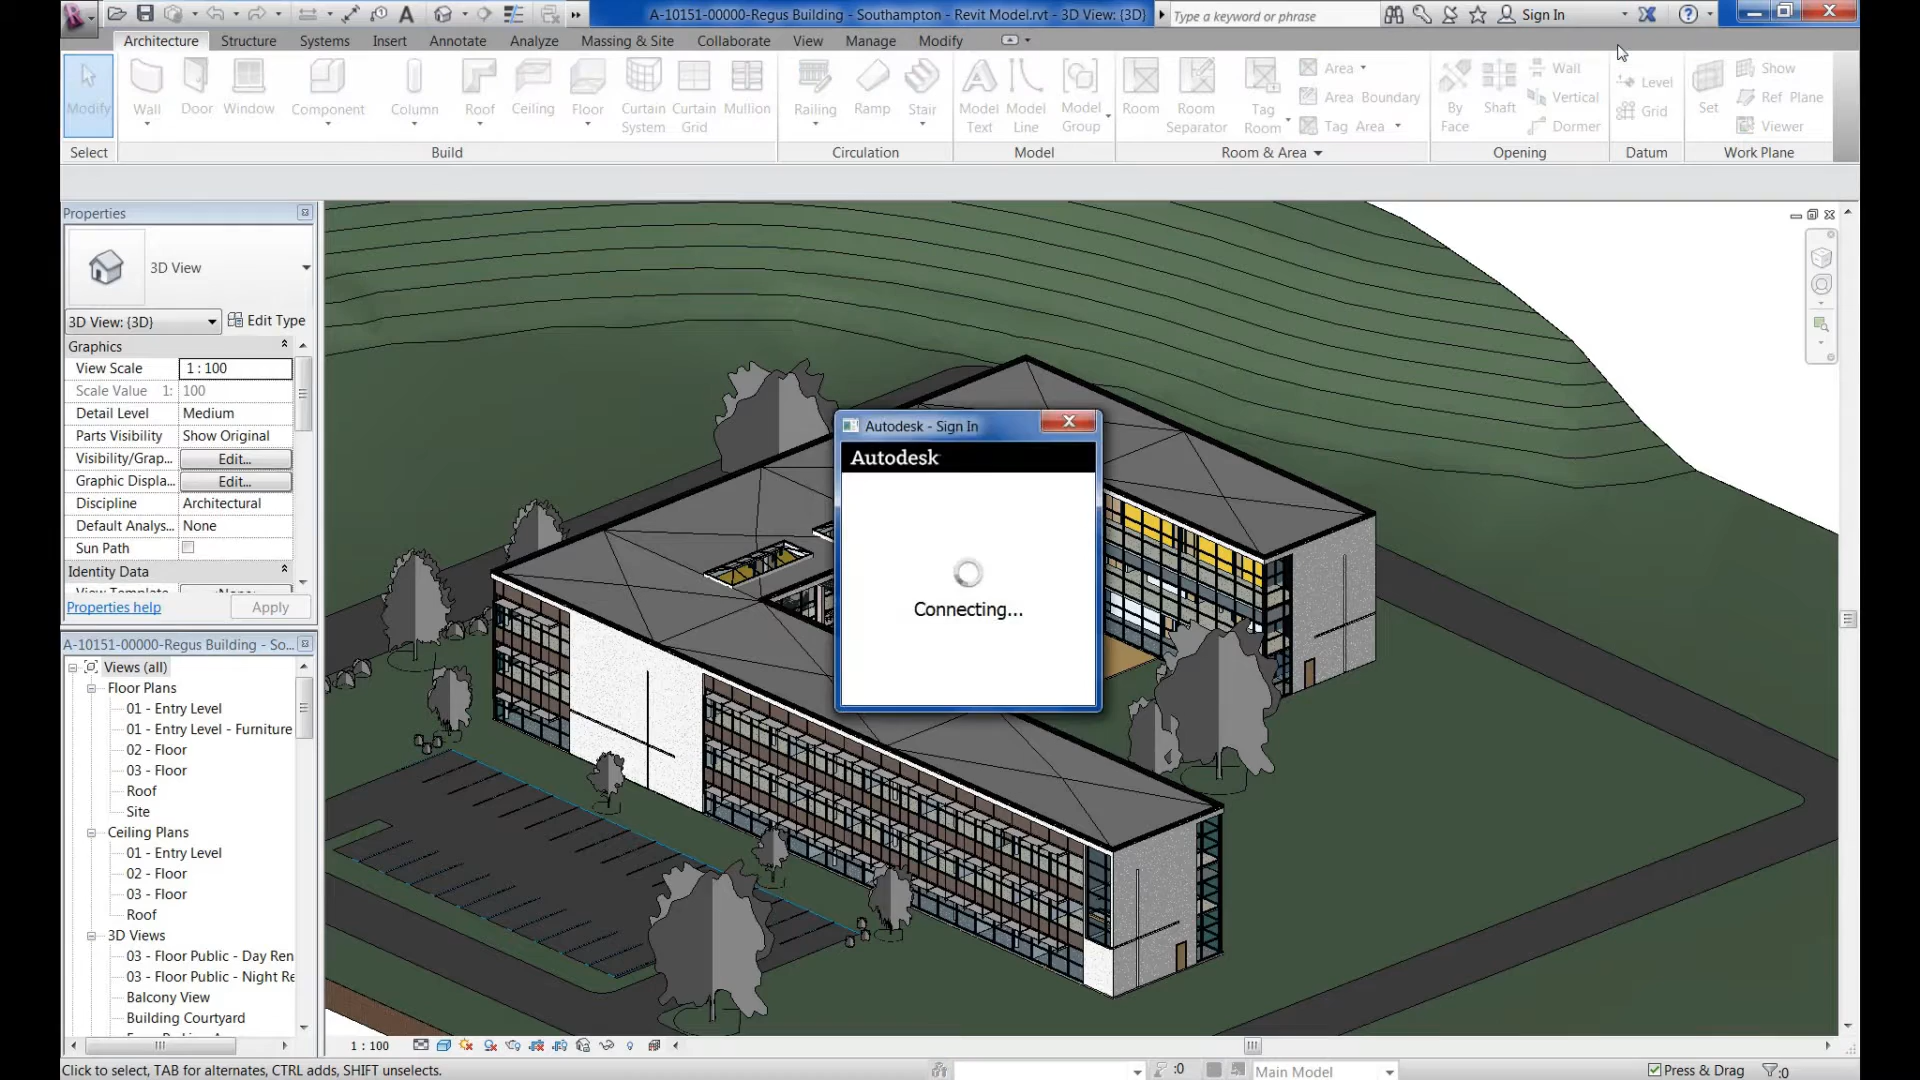 A-10151-00000-Regus Building - Southampton - Revit Model.rvt - 3D View: {3D}
Type a keyword or phrase
Sign In
Architecture Structure Systems Insert Annotate Analyze Massing & Site Collaborate View Manage Modify
Modify
Wall
Door
Window
Component
Column
Roof
Ceiling
Floor
Curtain System
Curtain Grid
Mullion
Railing
Ramp
Stair
Model Text
Model Line
Model Group
Room
Room Separator
Tag Room
Area
Area Boundary
Tag Area
By Face
Shaft
Wall
Vertical
Dormer
Level
Grid
Set
Show
Ref Plane
Viewer
Select Build Circulation Model Room & Area Opening Datum Work Plane
Properties
3D View
3D View: {3D}
Edit Type
Graphics
View Scale 1 : 100
Scale Value 1: 100
Detail Level Medium
Parts Visibility Show Original
Visibility/Grap... Edit...
Graphic Displa... Edit...
Discipline Architectural
Default Analys... None
Sun Path
Identity Data
Properties help
Apply
A-10151-00000-Regus Building - So...
Views (all)
Floor Plans
01 - Entry Level
01 - Entry Level - Furniture
02 - Floor
03 - Floor
Roof
Site
Ceiling Plans
01 - Entry Level
02 - Floor
03 - Floor
Roof
3D Views
03 - Floor Public - Day Ren
03 - Floor Public - Night Re
Balcony View
Building Courtyard
Autodesk - Sign In
Autodesk
Connecting...
1 : 100
Click to select, TAB for alternates, CTRL adds, SHIFT unselects.
:0
Main Model
Press & Drag
:0